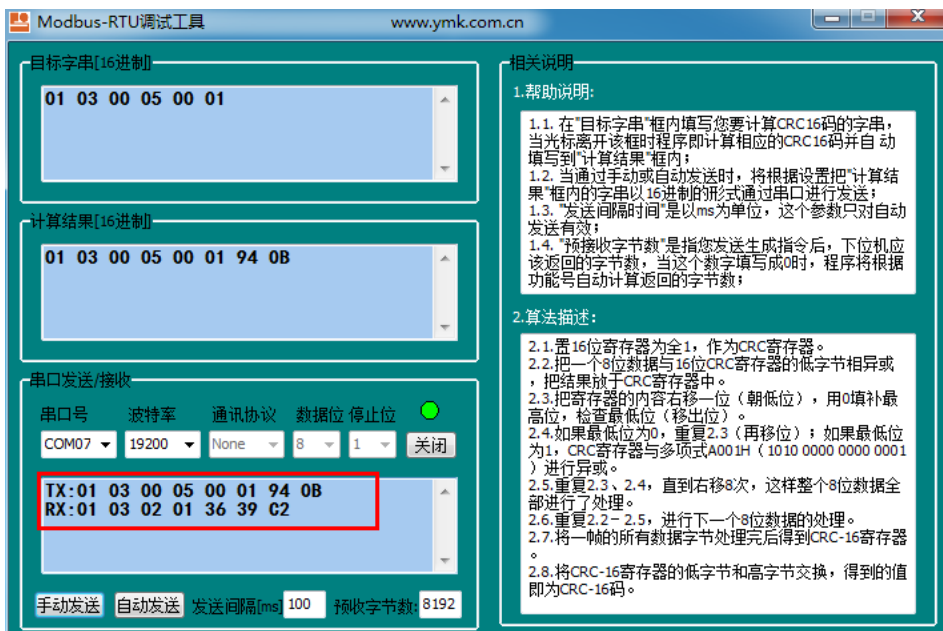 Modbus-RTU调试工具 www.ymk.com.cn
目标字串[16进制]
01 03 00 05 00 01
计算结果[16进制]
01 03 00 05 00 01 94 0B
串口发送/接收
串口号 波特率 通讯协议 数据位 停止位
COM07 19200 None 8 1 关闭
TX:01 03 00 05 00 01 94 0B
RX:01 03 02 01 36 39 C2
手动发送 自动发送 发送间隔[ms] 100 预收字节数: 8192
相关说明
1.帮助说明:
1.1. 在"目标字串"框内填写您要计算CRC16码的字串，
当光标离开该框时程序即计算相应的CRC16码并自 动
填写到"计算结果"框内；
1.2. 当通过手动或自动发送时，将根据设置把"计算结
果"框内的字串以16进制的形式通过串口进行发送；
1.3. "发送间隔时间"是以ms为单位，这个参数只对自动
发送有效；
1.4. "预接收字节数"是指您发送生成指令后，下位机应
该返回的字节数，当这个数字填写成0时，程序将根据
功能号自动计算返回的字节数；
2.算法描述：
2.1.置16位寄存器为全1，作为CRC寄存器。
2.2.把一个8位数据与16位CRC寄存器的低字节相异或
，把结果放于CRC寄存器中。
2.3.把寄存器的内容右移一位（朝低位），用0填补最
高位，检查最低位（移出位）。
2.4.如果最低位为0，重复2.3（再移位）；如果最低位
为1，CRC寄存器与多项式A001H（1010 0000 0000 0001
）进行异或。
2.5.重复2.3、2.4，直到右移8次，这样整个8位数据全
部进行了处理。
2.6.重复2.2－2.5，进行下一个8位数据的处理。
2.7.将一帧的所有数据字节处理完后得到CRC-16寄存器
。
2.8.将CRC-16寄存器的低字节和高字节交换，得到的值
即为CRC-16码。